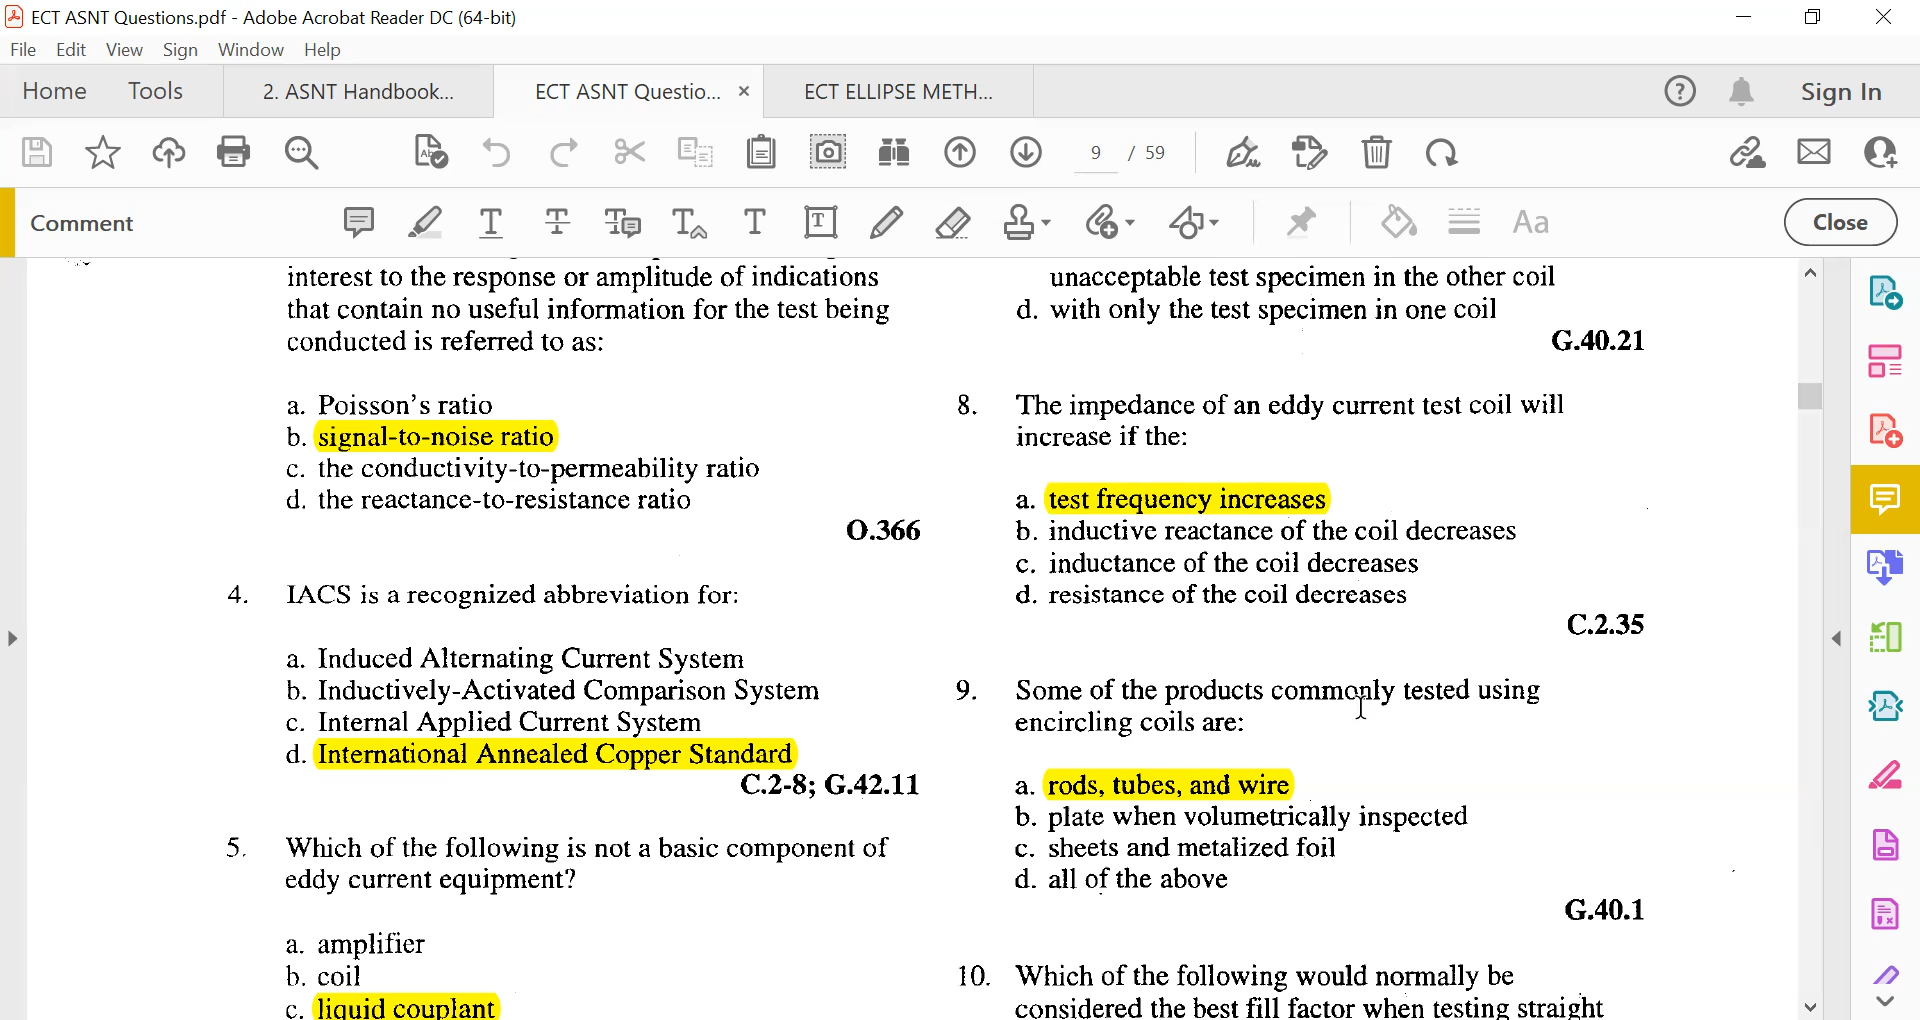 ECT ASNT Questions.pdf - Adobe Acrobat Reader DC (64-bit)
File Edit View Sign Window Help
Home Tools 2. ASNT Handbook... ECT ASNT Questio... × ECT ELLIPSE METH... Sign In
9 / 59
Comment Close
interest to the response or amplitude of indications
that contain no useful information for the test being
conducted is referred to as:
a. Poisson's ratio
b. signal-to-noise ratio
c. the conductivity-to-permeability ratio
d. the reactance-to-resistance ratio
O.366
4. IACS is a recognized abbreviation for:
a. Induced Alternating Current System
b. Inductively-Activated Comparison System
c. Internal Applied Current System
d. International Annealed Copper Standard
C.2-8; G.42.11
5. Which of the following is not a basic component of
eddy current equipment?
a. amplifier
b. coil
c. liquid couplant
unacceptable test specimen in the other coil
d. with only the test specimen in one coil
G.40.21
8. The impedance of an eddy current test coil will
increase if the:
a. test frequency increases
b. inductive reactance of the coil decreases
c. inductance of the coil decreases
d. resistance of the coil decreases
C.2.35
9. Some of the products commonly tested using
encircling coils are:
a. rods, tubes, and wire
b. plate when volumetrically inspected
c. sheets and metalized foil
d. all of the above
G.40.1
10. Which of the following would normally be
considered the best fill factor when testing straight